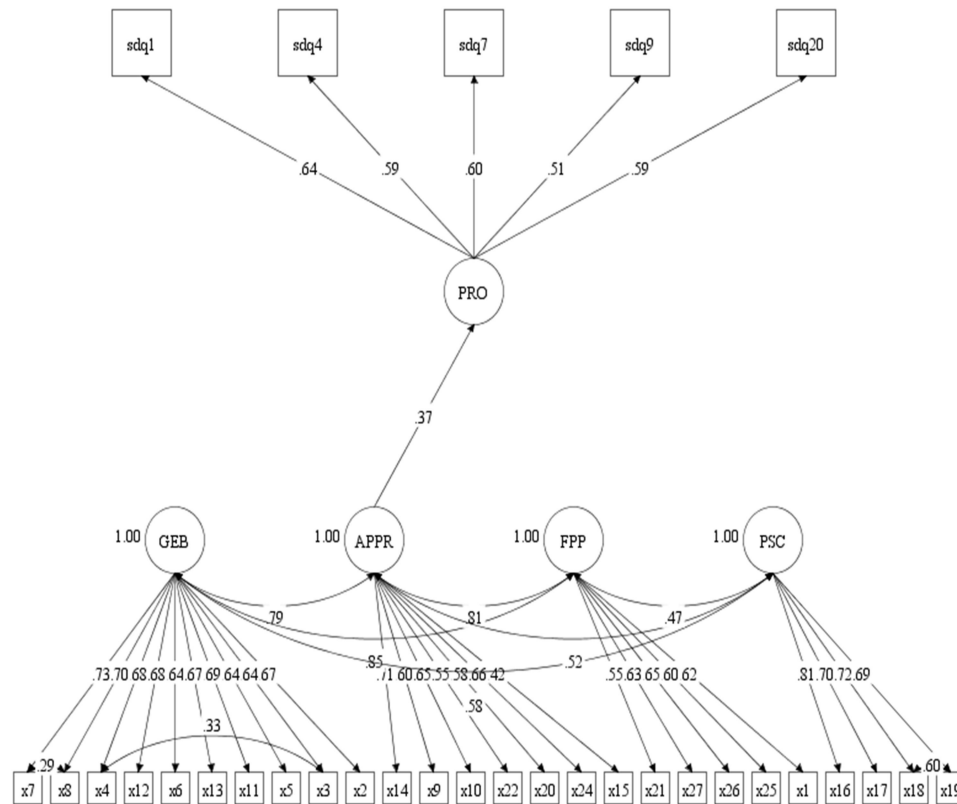 sdq1 sdq4 sdq7 sdq9 sdq20
.64 .59 .60 .51 .59
PRO
.37
1.00 GEB 1.00 APPR 1.00 FPP 1.00 PSC
.79 .81 .47
.85 .52
.73 .70 68 .68 64 .67 69 64 64 67 .71 60 .65 .55 .58 .66 42 .55 .63 65 60 62 .81 .70 .72 .69
.58
.33
.29 .60
x7 x8 x4 x12 x6 x13 x11 x5 x3 x2 x14 x9 x10 x22 x20 x24 x15 x21 x27 x26 x25 x1 x16 x17 x18 x19